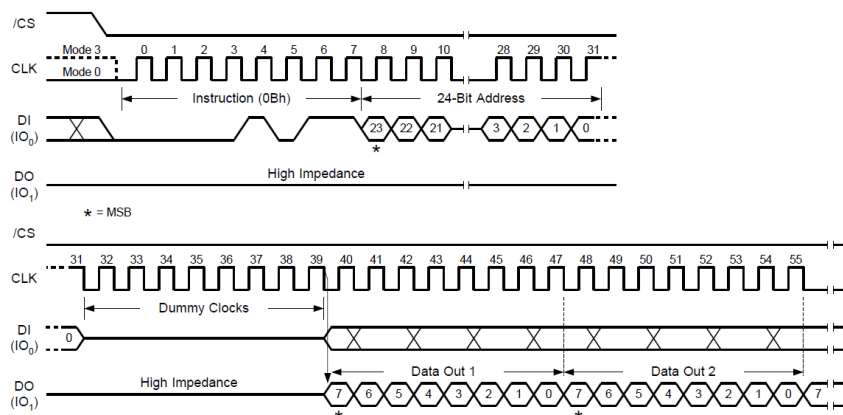 /CS
Mode 3 0 1 2 3 4 5 6 7 8 9 10 28 29 30 31
CLK Mode 0
Instruction (0Bh) 24-Bit Address
DI
(IO0) 23 22 21 3 2 1 0
*
DO High Impedance
(IO1)
* = MSB
/CS
31 32 33 34 35 36 37 38 39 40 41 42 43 44 45 46 47 48 49 50 51 52 53 54 55
CLK
Dummy Clocks
DI
(IO0) 0
Data Out 1 Data Out 2
DO High Impedance
(IO1) 7 6 5 4 3 2 1 0 7 6 5 4 3 2 1 0 7
* *